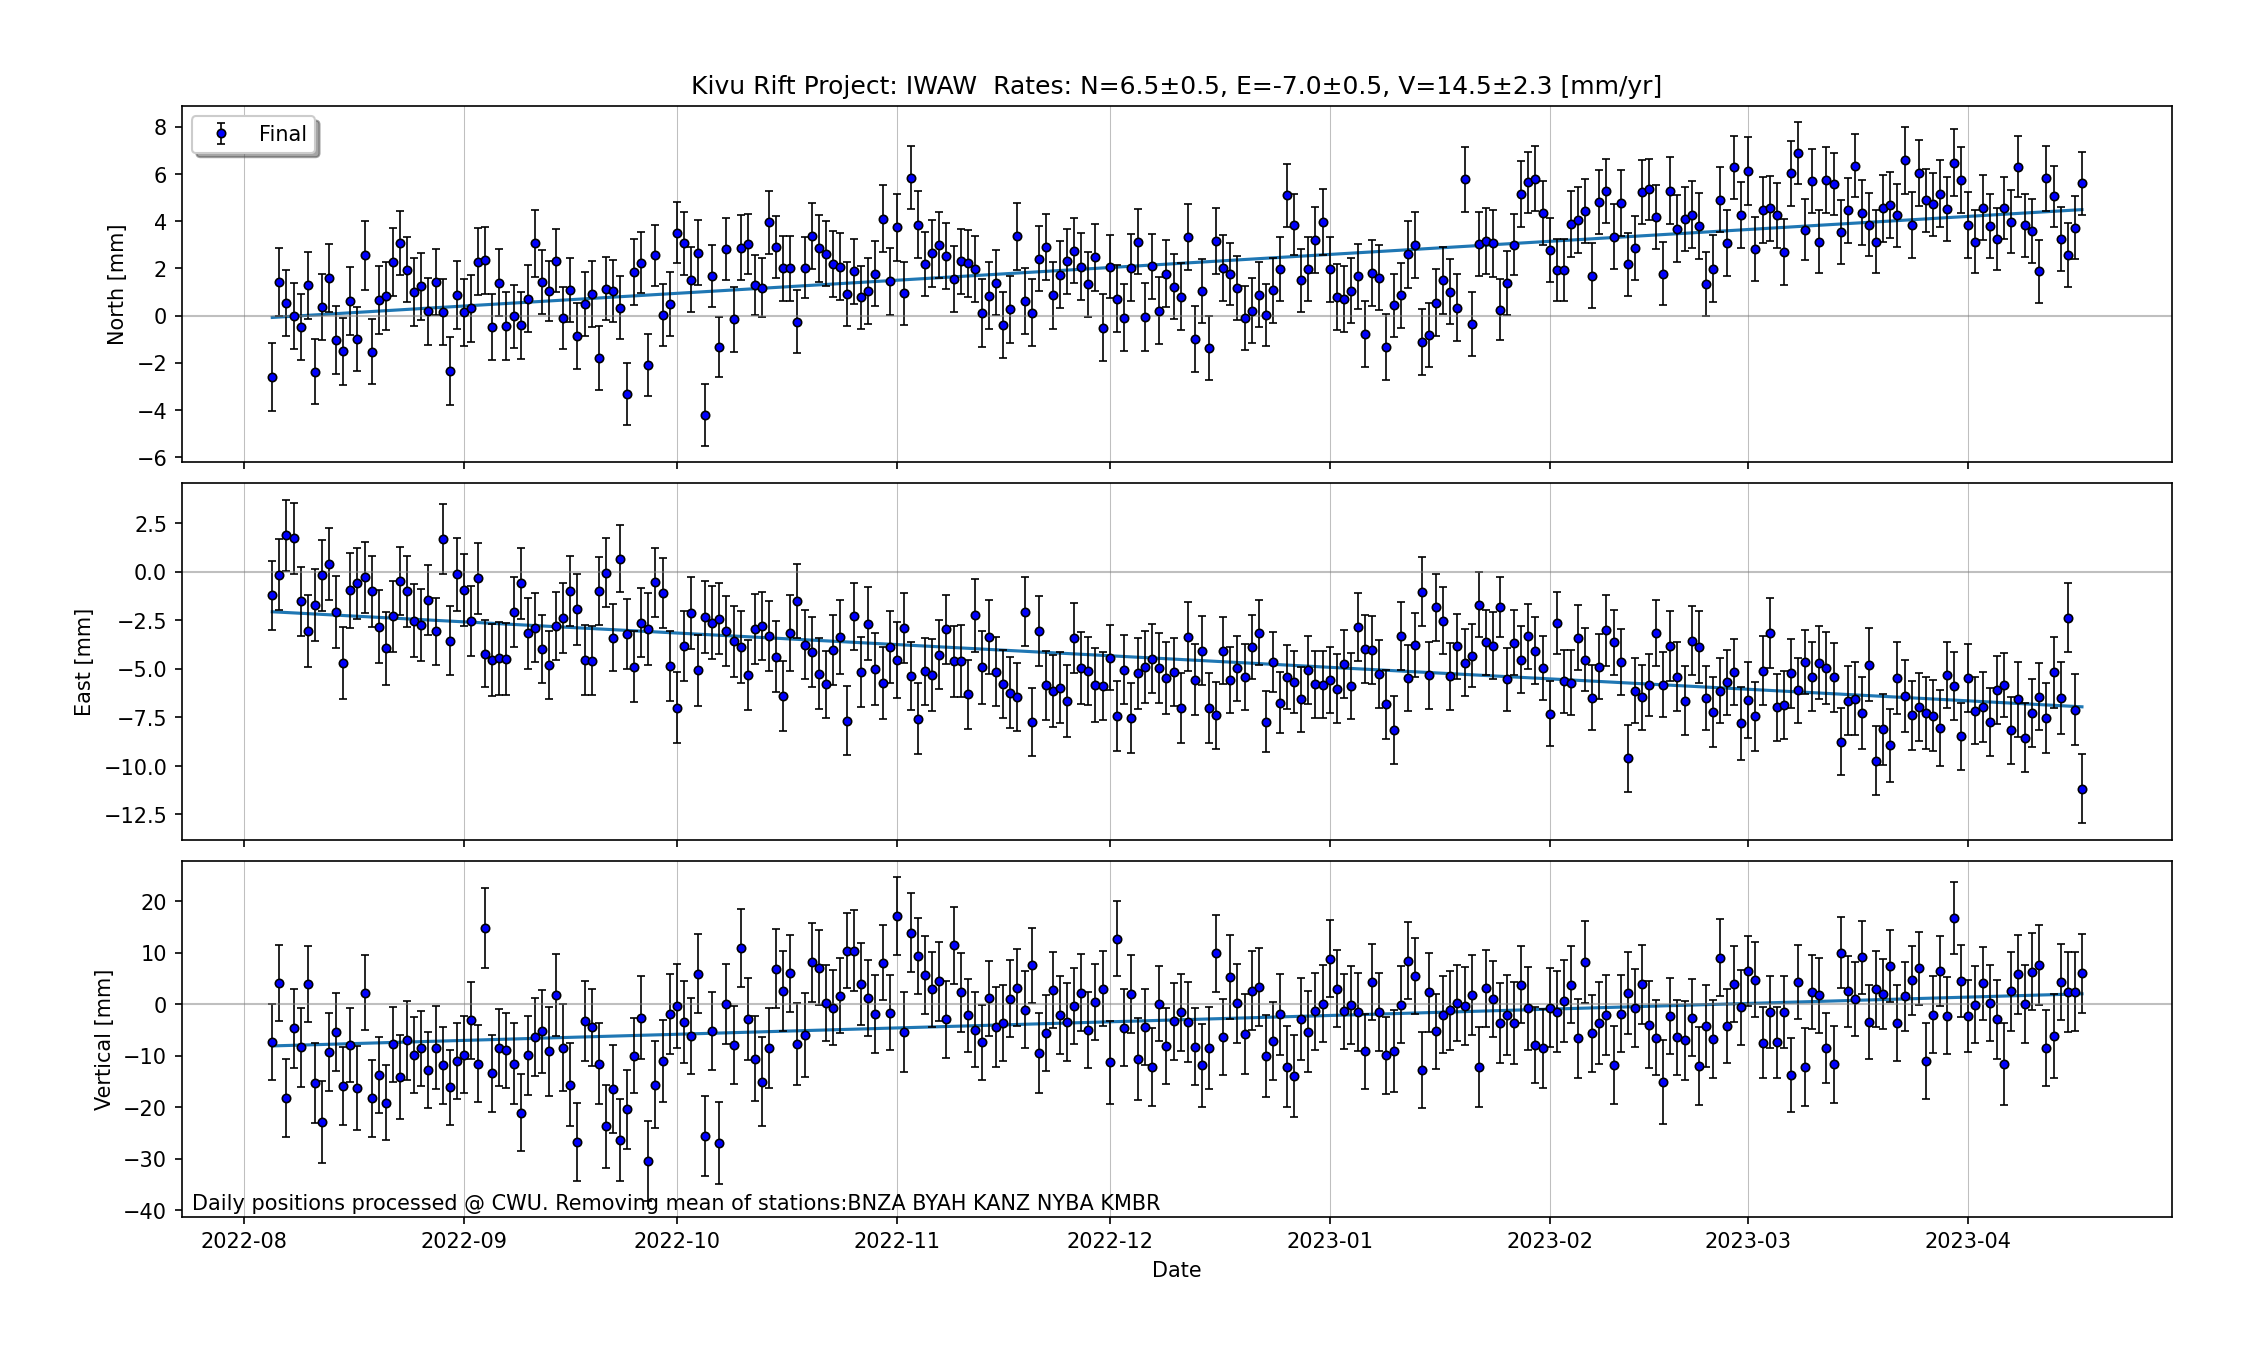 Kivu Rift Project: IWAW  Rates: N=6.5±0.5, E=-7.0±0.5, V=14.5±2.3 [mm/yr]
Final
North [mm]
8
6
4
2
0
−2
−4
−6
East [mm]
2.5
0.0
−2.5
−5.0
−7.5
−10.0
−12.5
Vertical [mm]
20
10
0
−10
−20
−30
−40
Daily positions processed @ CWU. Removing mean of stations:BNZA BYAH KANZ NYBA KMBR
2022-08 2022-09 2022-10 2022-11 2022-12 2023-01 2023-02 2023-03 2023-04
Date